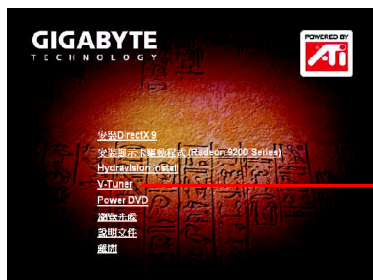 GIGABYTE
TECHNOLOGY
POWERED BY
ATI
安裝DirectX 9
安裝顯示卡驅動程式 (Radeon 9200 Series)
Hydravision Install
V-Tuner
Power DVD
瀏覽光碟
說明文件
離開